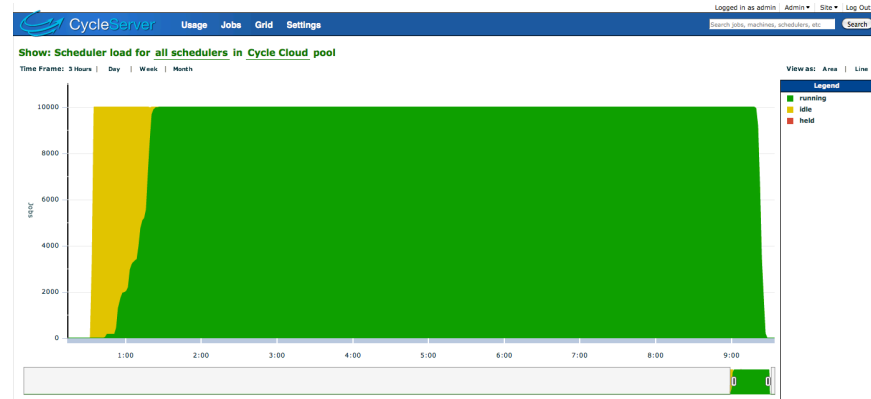 Logged in as admin Admin ▾ Site ▾ Log Out
CycleServer Usage Jobs Grid Settings Search jobs, machines, schedulers, etc Search
Show: Scheduler load for all schedulers in Cycle Cloud pool
Time Frame: 3 Hours | Day | Week | Month View as: Area | Line
Legend
running
idle
held
10000
8000
6000
4000
2000
0
Jobs
1:00 2:00 3:00 4:00 5:00 6:00 7:00 8:00 9:00